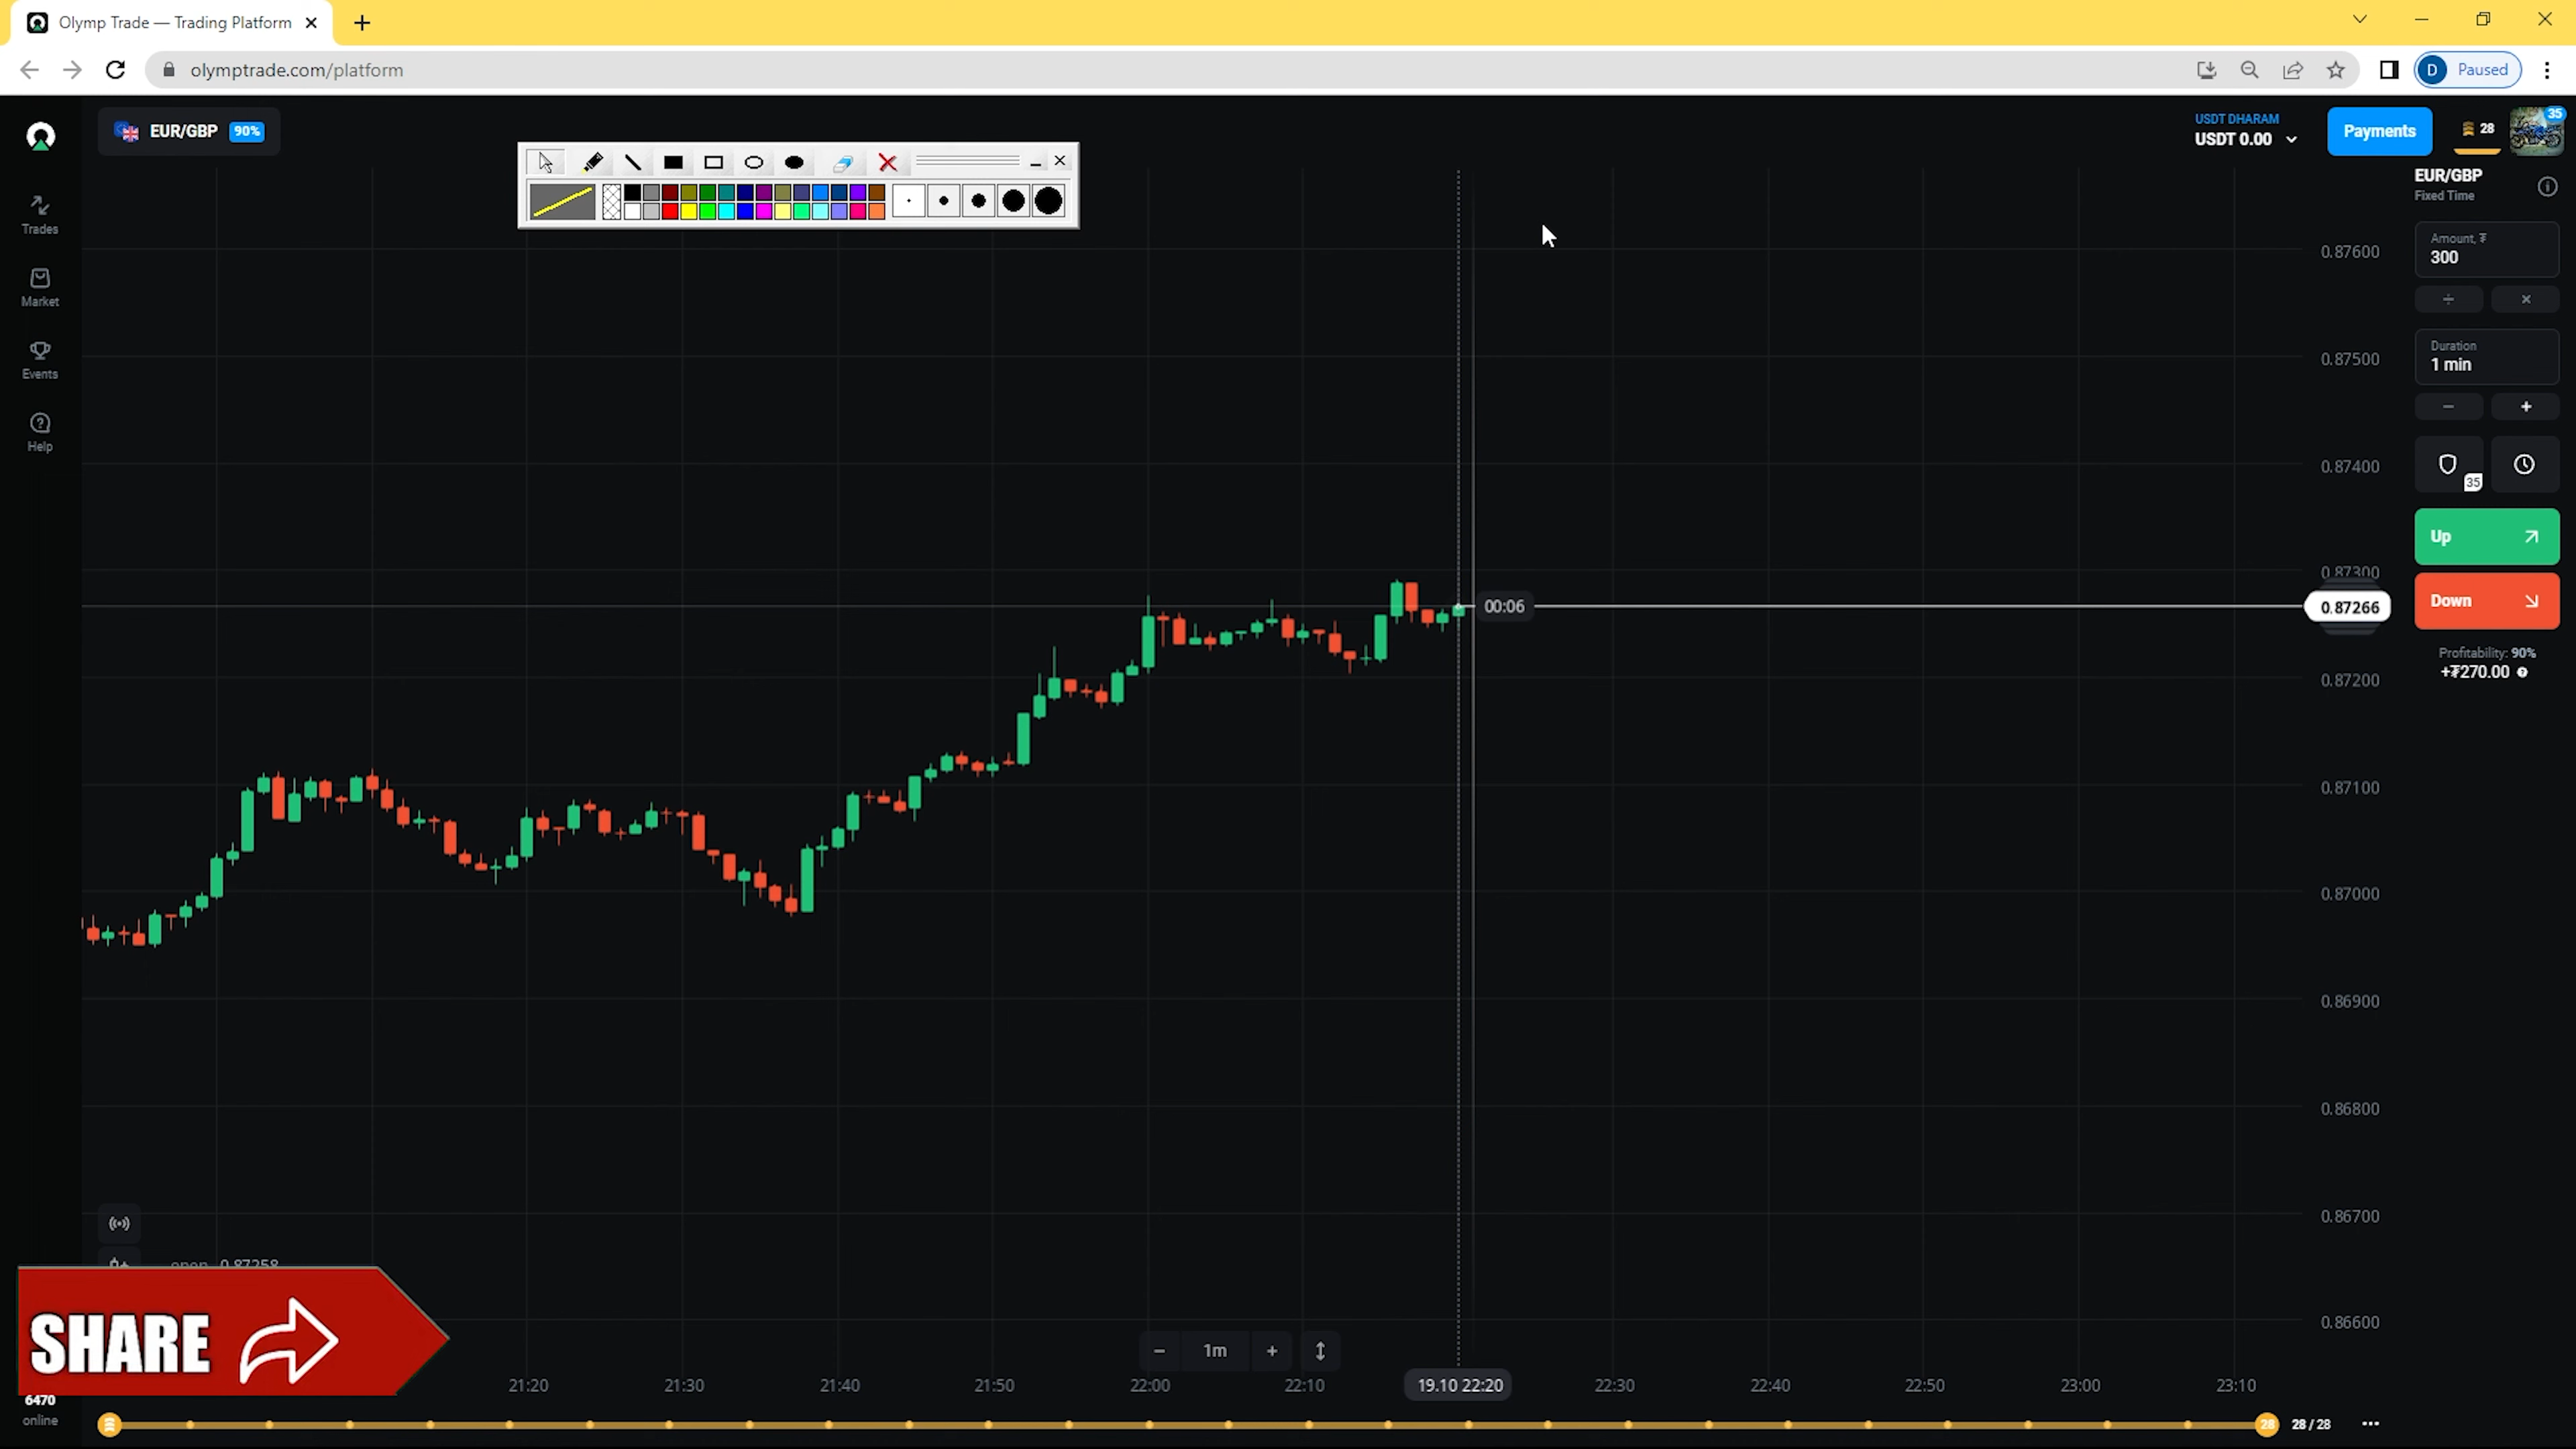 Olymp Trade — Trading Platform
olymptrade.com/platform
D Paused
EUR/GBP 90%
USDT DHARAM
USDT 0.00
Payments
28
35
EUR/GBP
Fixed Time
Trades
Market
Events
Help
Amount, ₮
300
÷ ×
Duration
1 min
− +
35
Up
Down
Profitability: 90%
+₮270.00
0.87600
0.87500
0.87400
0.87300
00:06
0.87266
0.87200
0.87100
0.87000
0.86900
0.86800
0.86700
0.86600
open 0.87258
SHARE
− 1m +
21:20 21:30 21:40 21:50 22:00 22:10 19.10 22:20 22:30 22:40 22:50 23:00 23:10
6470
online
28 28 / 28